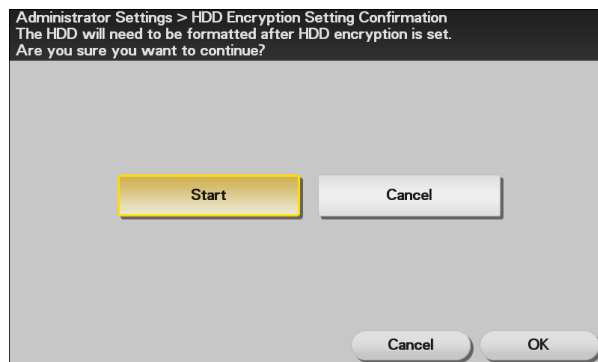 Administrator Settings > HDD Encryption Setting Confirmation
The HDD will need to be formatted after HDD encryption is set.
Are you sure you want to continue?
Start
Cancel
Cancel
OK